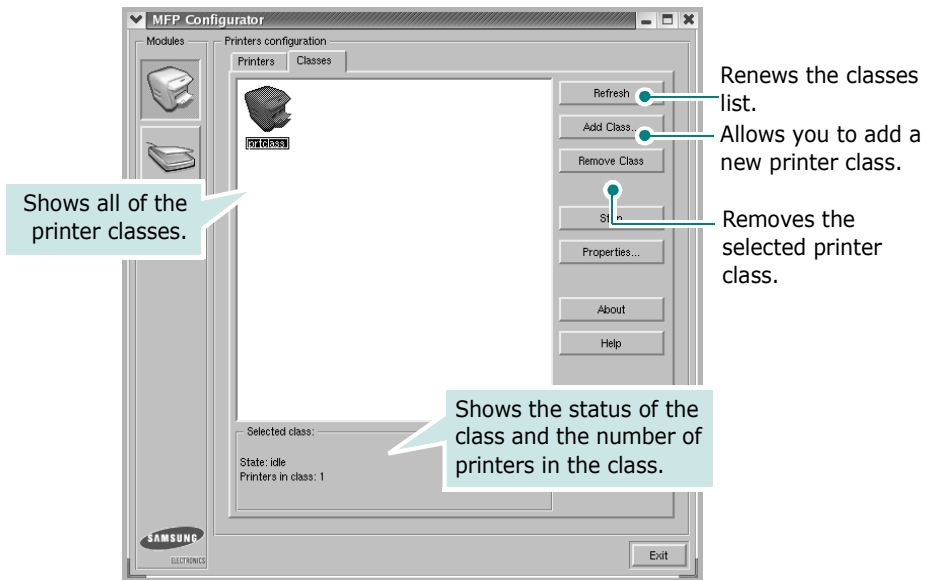 MFP Configurator
Modules
Printers configuration
Printers
Classes
prtclass
Refresh
Add Class..
Remove Class
Stop
Properties...
About
Help
Selected class:
State: idle
Printers in class: 1
SAMSUNG
ELECTRONICS
Exit
Shows all of the
printer classes.
Renews the classes
list.
Allows you to add a
new printer class.
Removes the
selected printer
class.
Shows the status of the
class and the number of
printers in the class.